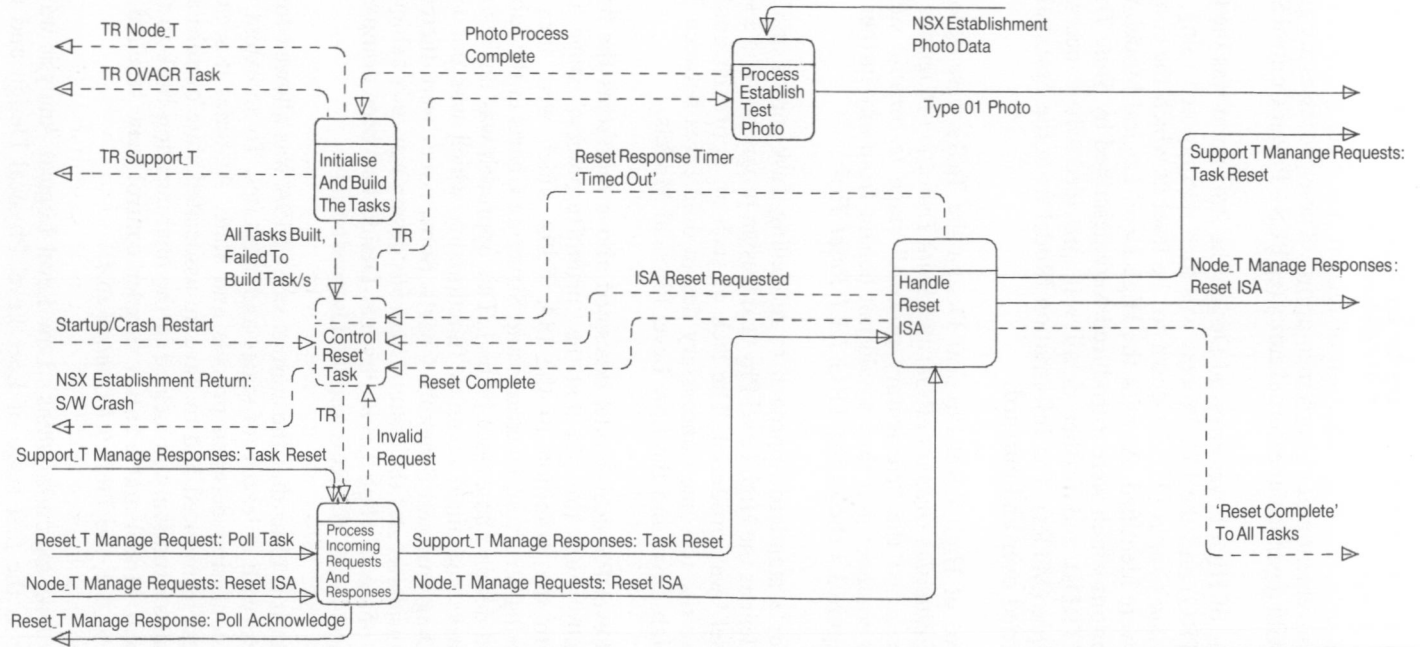 TR Node_T
TR OVACR Task
TR Support_T
Photo Process
Complete
NSX Establishment
Photo Data
Process
Establish
Test
Photo
Type 01 Photo
Initialise
And Build
The Tasks
Reset Response Timer
'Timed Out'
Support T Manange Requests:
Task Reset
All Tasks Built,
Failed To
Build Task/s
TR
ISA Reset Requested
Handle
Reset
ISA
Node_T Manage Responses:
Reset ISA
Startup/Crash Restart
Control
Reset
Task
Reset Complete
NSX Establishment Return:
S/W Crash
TR
Invalid
Request
Support_T Manage Responses: Task Reset
Process
Incoming
Requests
And
Responses
Reset_T Manage Request: Poll Task
Support_T Manage Responses: Task Reset
Node_T Manage Requests: Reset ISA
Node_T Manage Requests: Reset ISA
Reset_T Manage Response: Poll Acknowledge
'Reset Complete'
To All Tasks